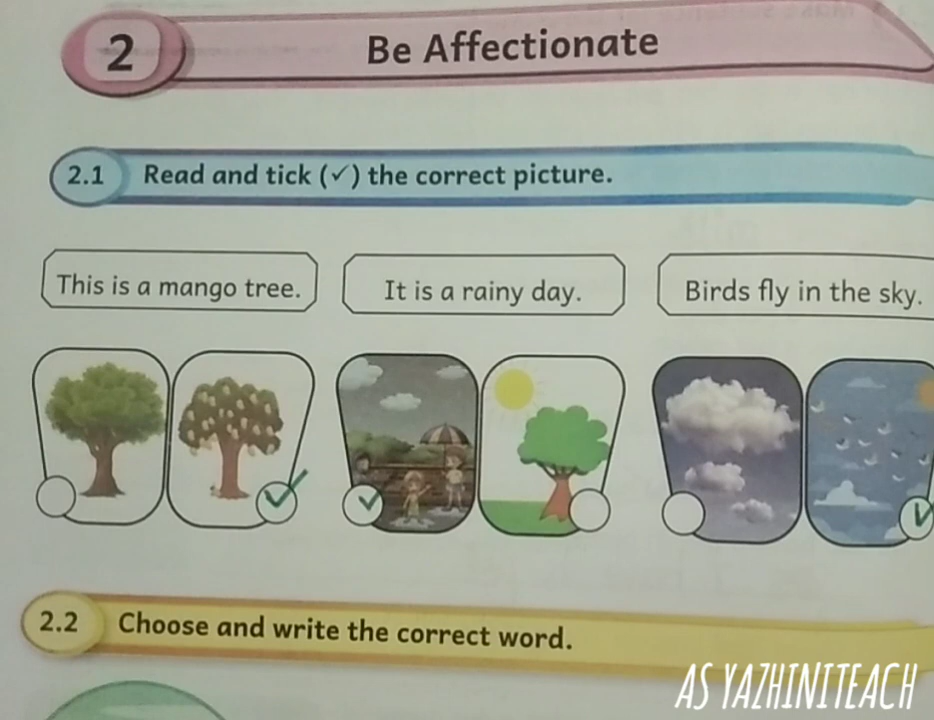 2 Be Affectionate
2.1 Read and tick (✓) the correct picture.
This is a mango tree.
It is a rainy day.
Birds fly in the sky.
2.2 Choose and write the correct word.
AS YAZHINITEACH